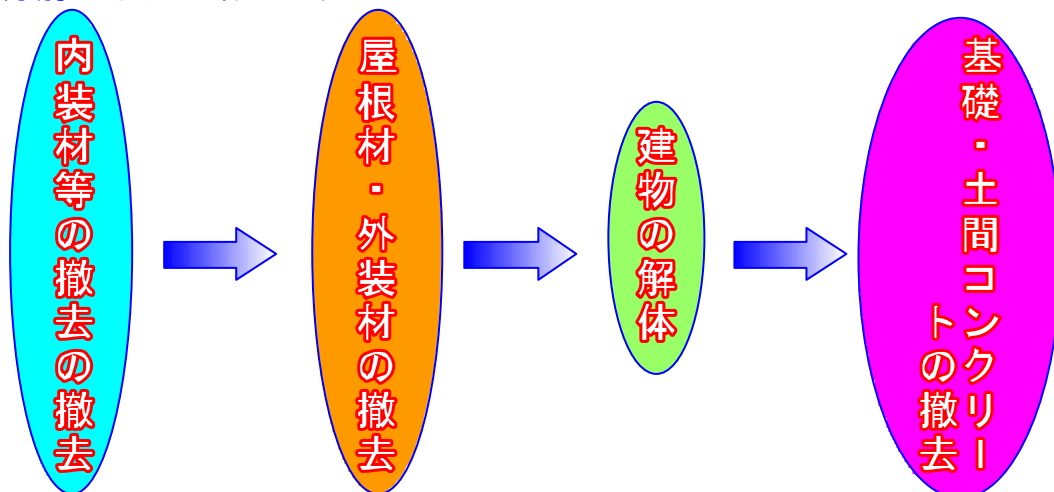 内装材等の撤去の撤去
屋根材・外装材の撤去
建物の解体
基礎・土間コンクリー
トの撤去